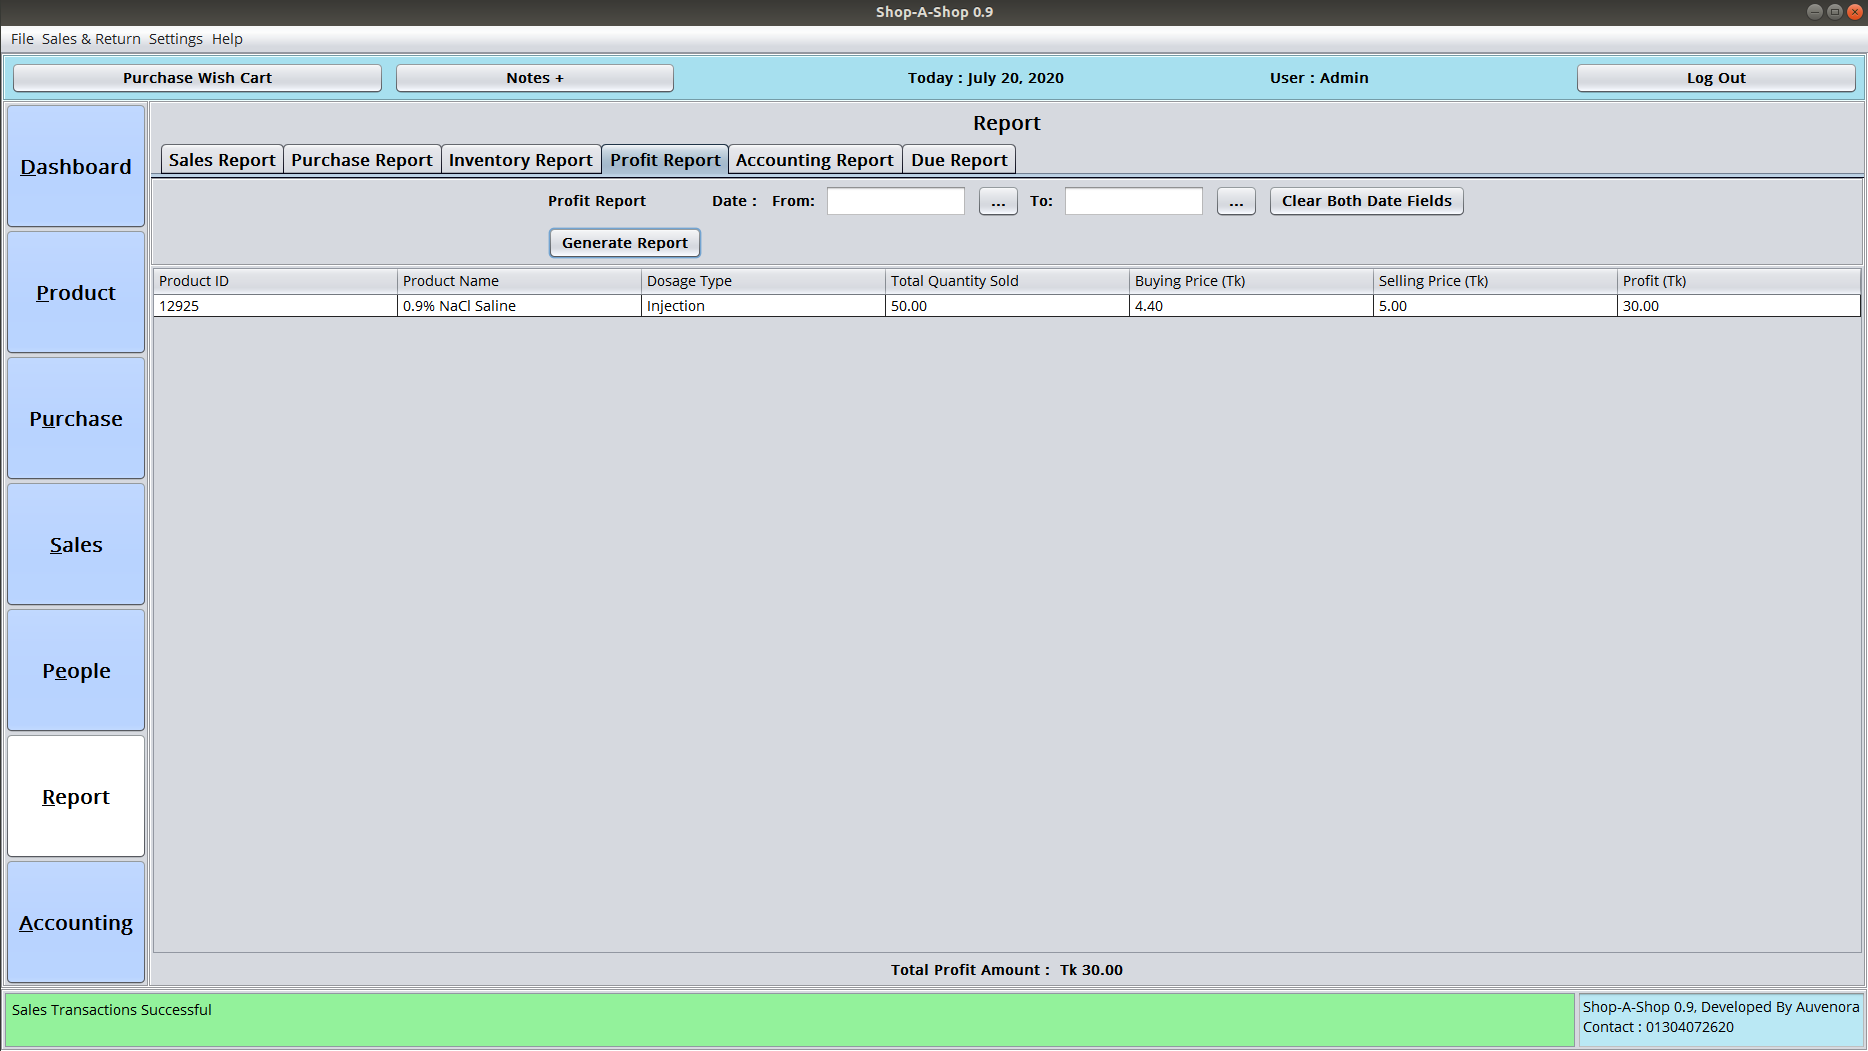 Shop-A-Shop 0.9
File Sales & Return Settings Help
Purchase Wish Cart Notes + Today : July 20, 2020 User : Admin Log Out
Dashboard
Product
Purchase
Sales
People
Report
Accounting
Report
Sales Report Purchase Report Inventory Report Profit Report Accounting Report Due Report
Profit Report Date : From: ... To: ... Clear Both Date Fields
Generate Report
Product ID Product Name Dosage Type Total Quantity Sold Buying Price (Tk) Selling Price (Tk) Profit (Tk)
12925 0.9% NaCl Saline Injection 50.00 4.40 5.00 30.00
Total Profit Amount : Tk 30.00
Sales Transactions Successful
Shop-A-Shop 0.9, Developed By Auvenora
Contact : 01304072620